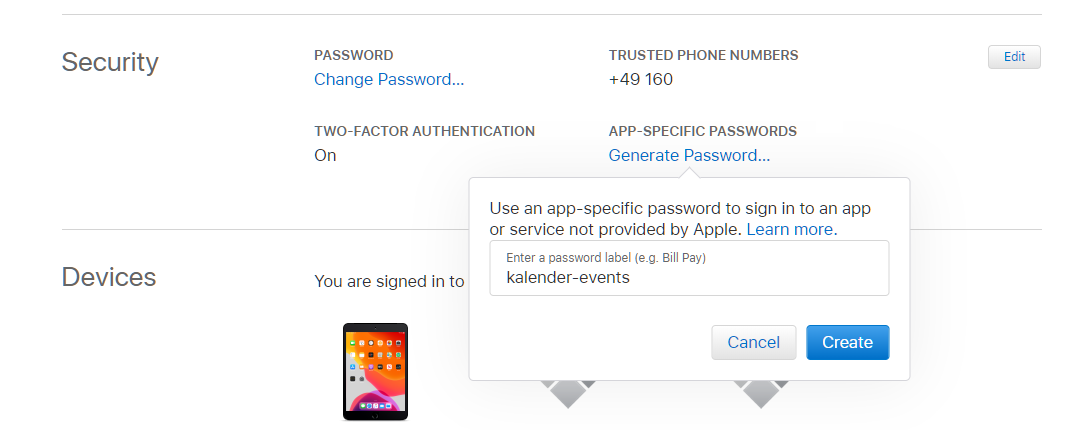 Security
PASSWORD
Change Password...
TRUSTED PHONE NUMBERS
+49 160
Edit
TWO-FACTOR AUTHENTICATION
On
APP-SPECIFIC PASSWORDS
Generate Password...
Use an app-specific password to sign in to an app
or service not provided by Apple. Learn more.
Enter a password label (e.g. Bill Pay)
kalender-events
Cancel
Create
Devices
You are signed in to